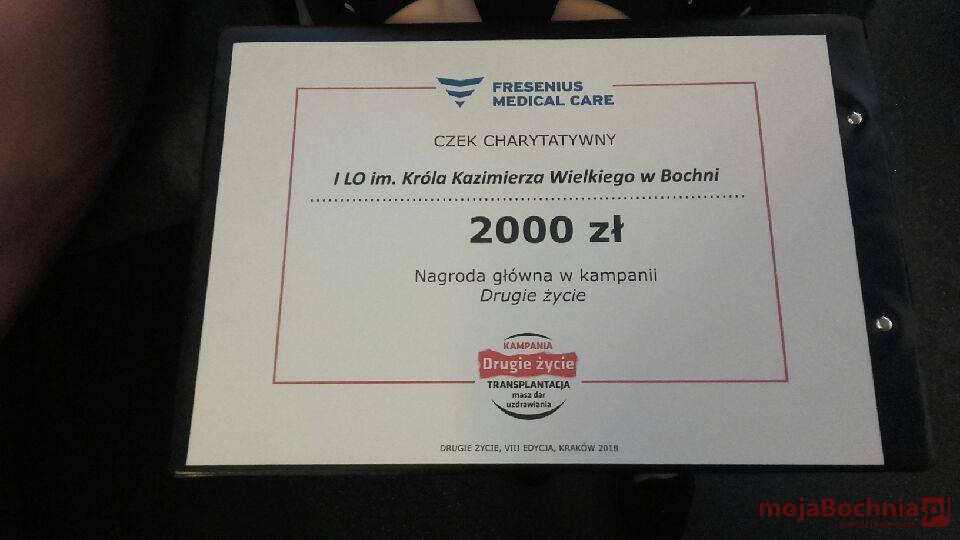 FRESENIUS
MEDICAL CARE
CZEK CHARYTATYWNY
I LO im. Króla Kazimierza Wielkiego w Bochni
2000 zł
Nagroda główna w kampanii
Drugie życie
KAMPANIA
Drugie życie
TRANSPLANTACJA
masz dar
uzdrawiania
DRUGIE ŻYCIE, VIII EDYCJA, KRAKÓW 2018
mojaBochnia.pl